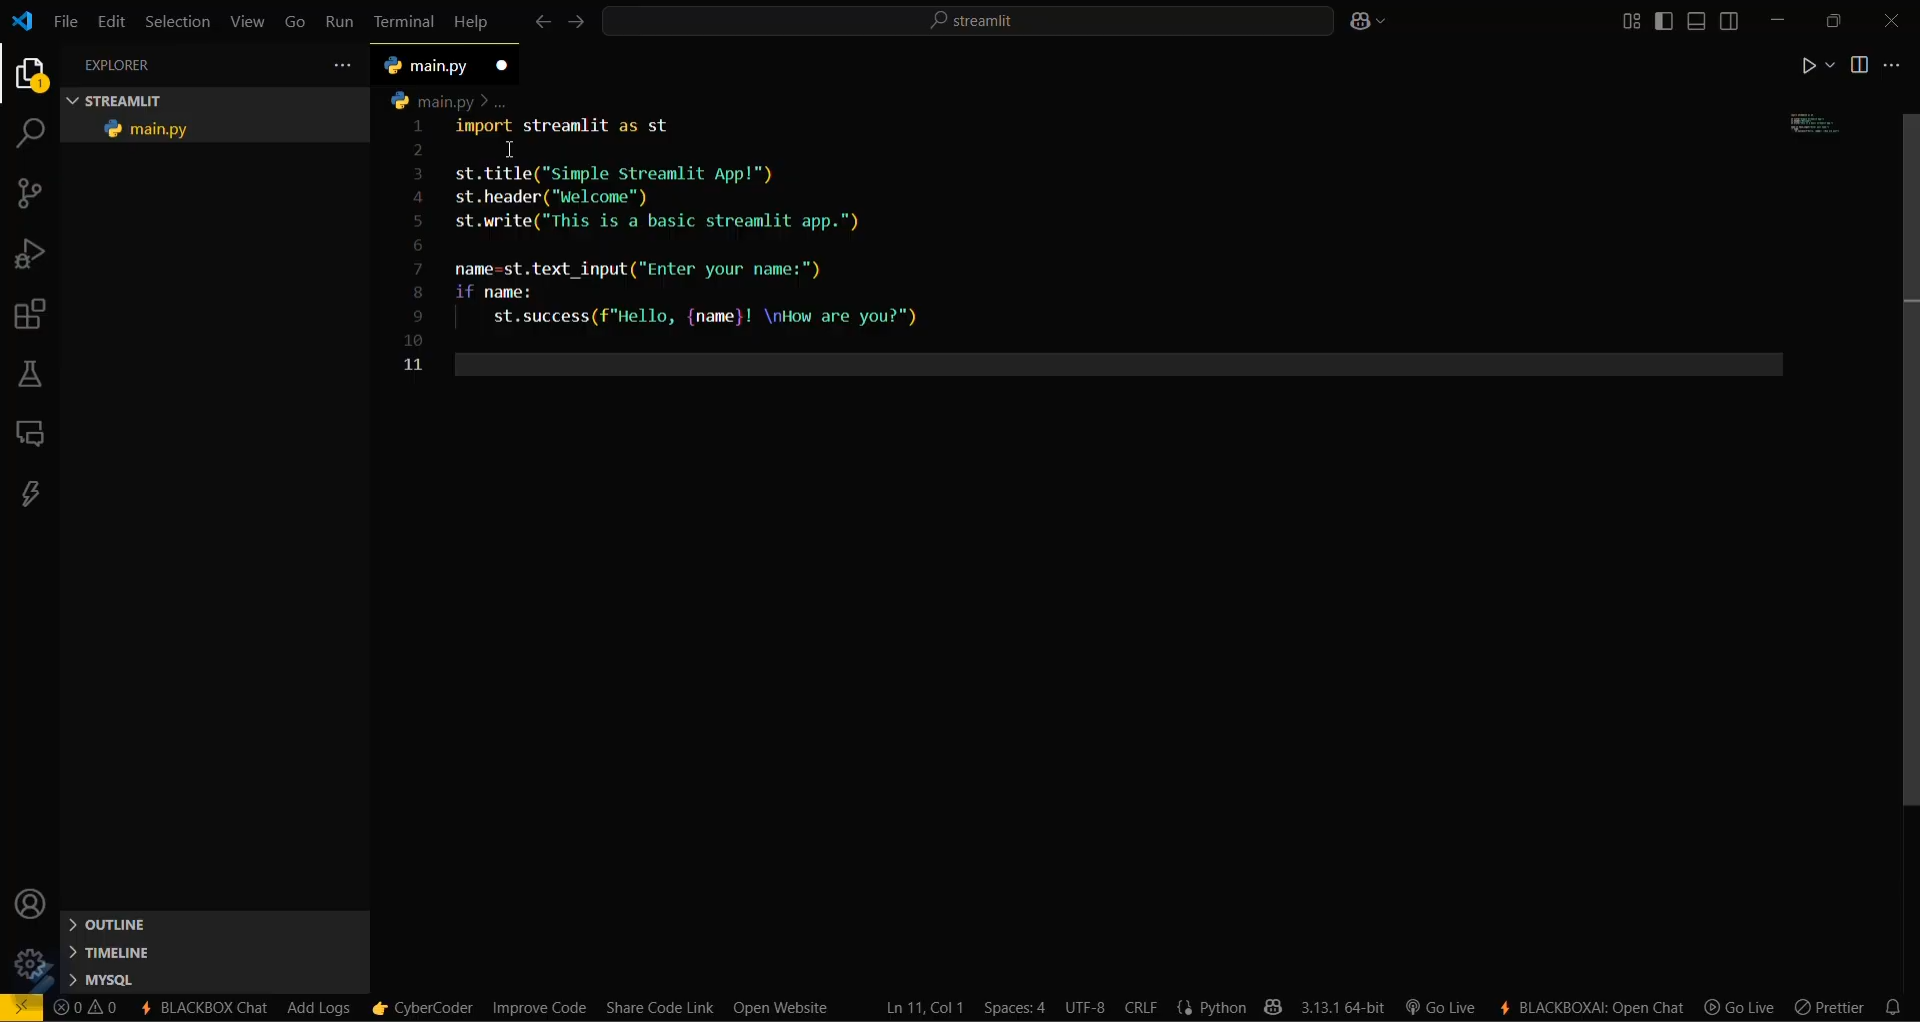 File Edit Selection View Go Run Terminal Help streamlit
EXPLORER ... main.py
STREAMLIT main.py > ...
main.py
1
1 import streamlit as st
2
3 st.title("Simple Streamlit App!")
4 st.header("Welcome")
5 st.write("This is a basic streamlit app.")
6
7 name=st.text_input("Enter your name:")
8 if name:
9 st.success(f"Hello, {name}! \nHow are you?")
10
11
OUTLINE
TIMELINE
MYSQL
0 0 BLACKBOX Chat Add Logs CyberCoder Improve Code Share Code Link Open Website Ln 11, Col 1 Spaces: 4 UTF-8 CRLF {} Python 3.13.1 64-bit Go Live BLACKBOXAI: Open Chat Go Live Prettier